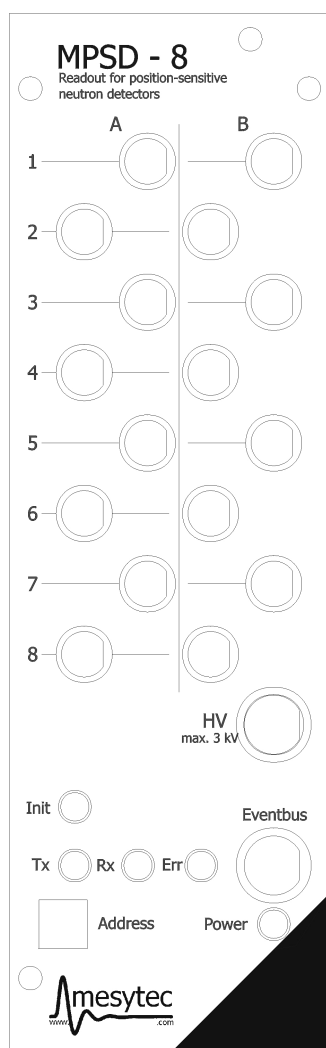 MPSD - 8
Readout for position-sensitive
neutron detectors
A B
1
2
3
4
5
6
7
8
HV
max. 3 kV
Init
Eventbus
Tx Rx Err
Address Power
mesytec
www. .com